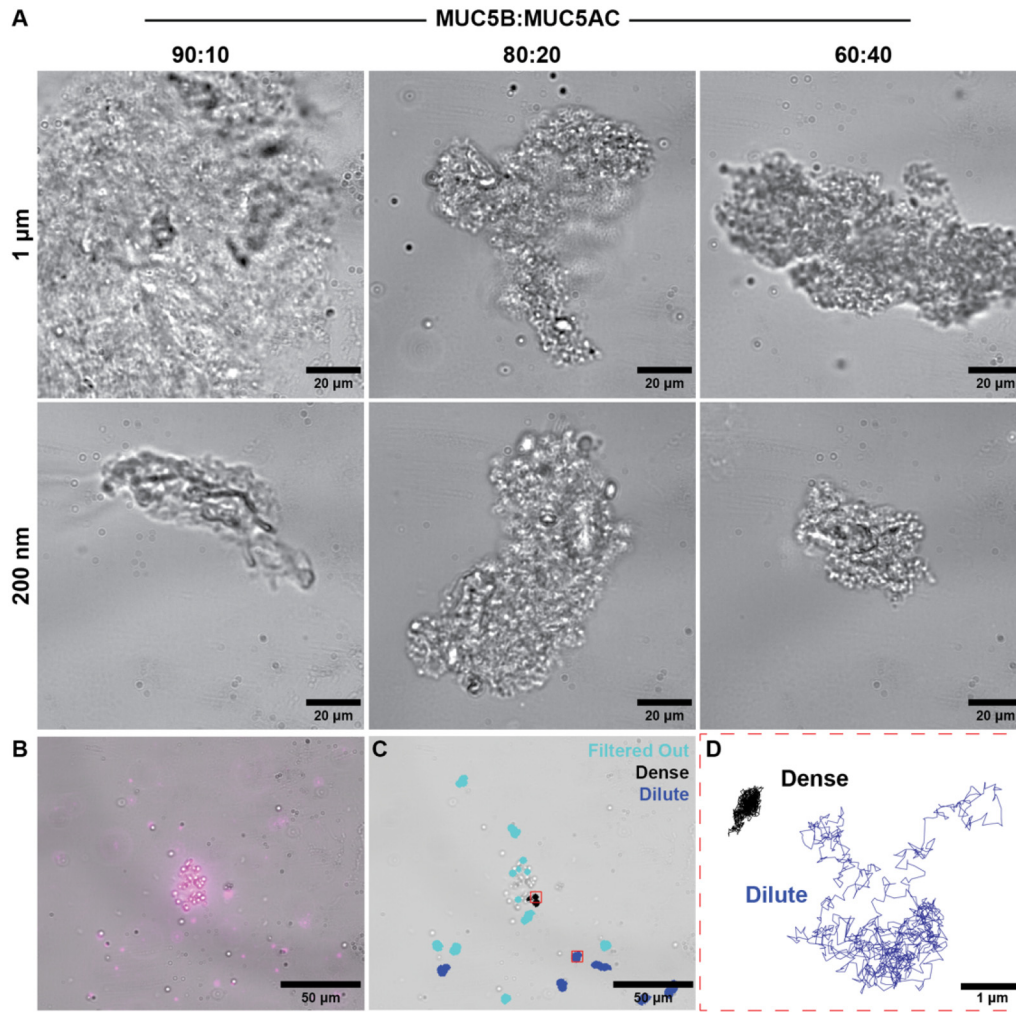 A
MUC5B:MUC5AC
90:10 80:20 60:40
1 µm
20 µm 20 µm 20 µm
200 nm
20 µm 20 µm 20 µm
B C D
Filtered Out
Dense
Dilute
Dense
Dilute
50 µm 50 µm 1 µm